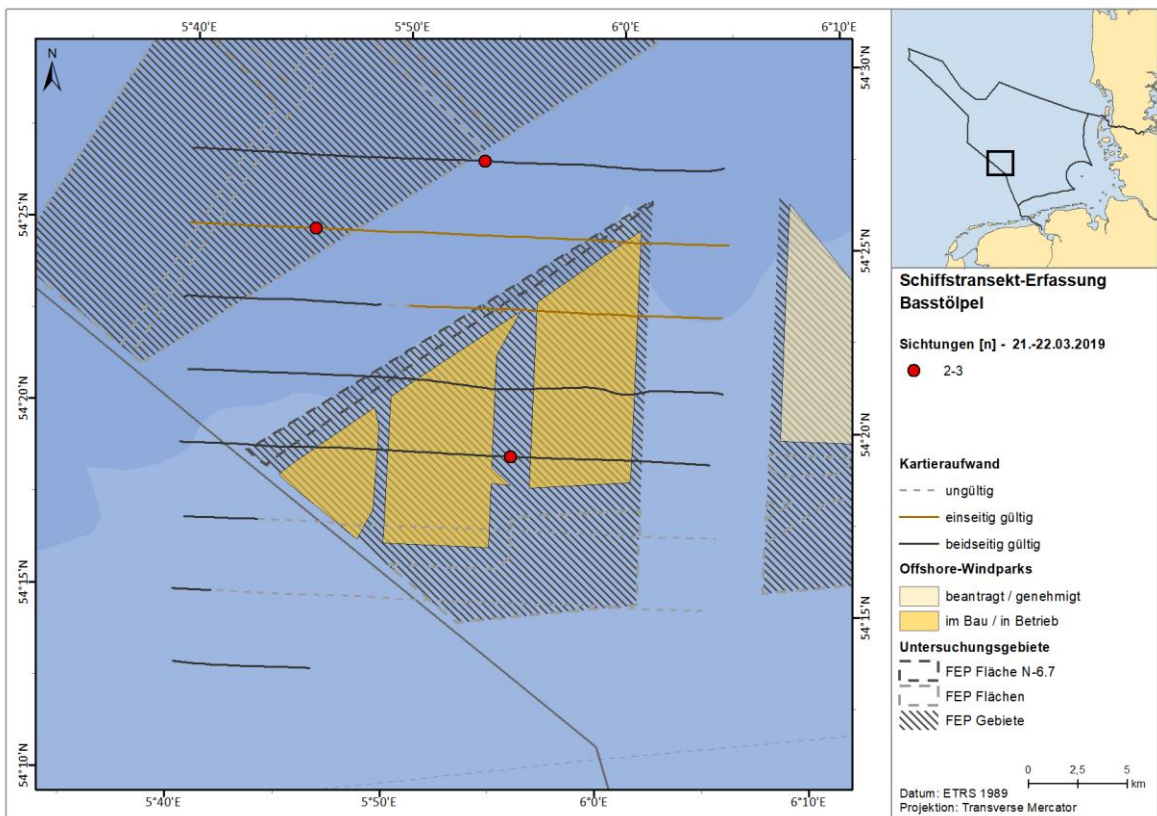 5°40'E 5°50'E 6°0'E 6°10'E
N
54°30'N
54°25'N
54°25'N
54°20'N
54°20'N
54°15'N
54°15'N
54°10'N
5°40'E 5°50'E 6°0'E 6°10'E
Schiffstransekt-Erfassung
Basstölpel
Sichtungen [n] - 21.-22.03.2019
2-3
Kartieraufwand
ungültig
einseitig gültig
beidseitig gültig
Offshore-Windparks
beantragt / genehmigt
im Bau / in Betrieb
Untersuchungsgebiete
FEP Fläche N-6.7
FEP Flächen
FEP Gebiete
0 2,5 5
km
Datum: ETRS 1989
Projektion: Transverse Mercator